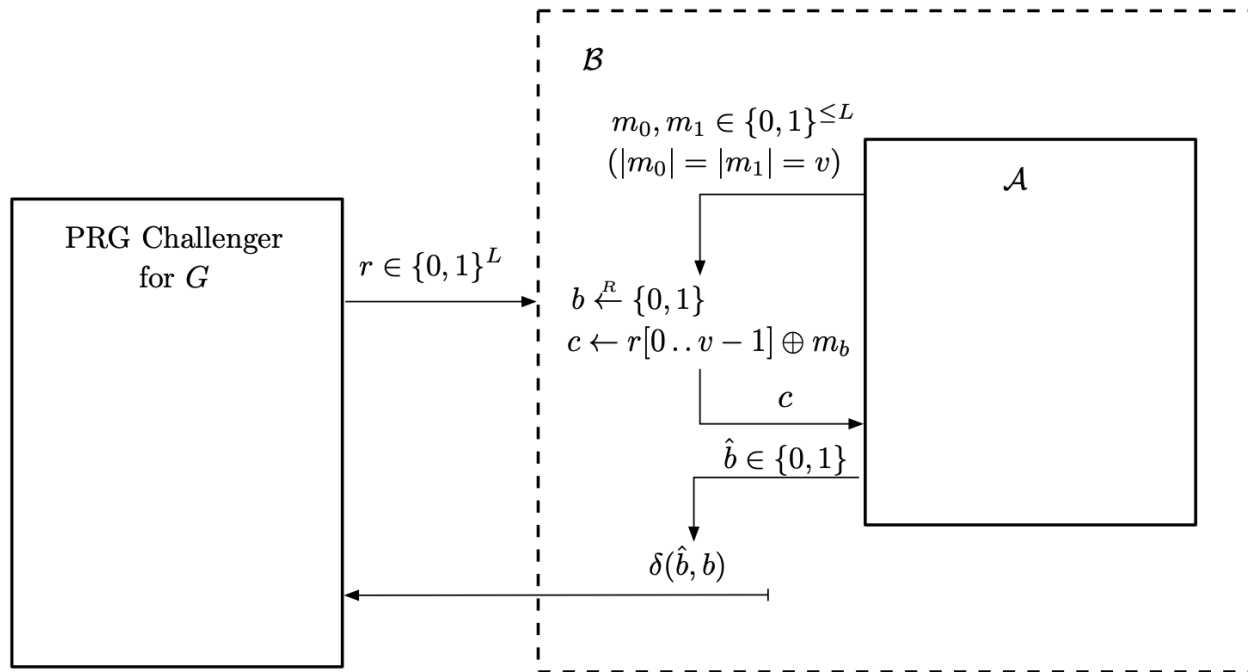 PRG Challenger
for G
r ∈ {0, 1}^L
ℬ
m₀, m₁ ∈ {0, 1}^{≤L}
(|m₀| = |m₁| = v)
𝒜
b ←ᴿ {0, 1}
c ← r[0 . . v − 1] ⊕ m_b
c
b̂ ∈ {0, 1}
δ(b̂, b)